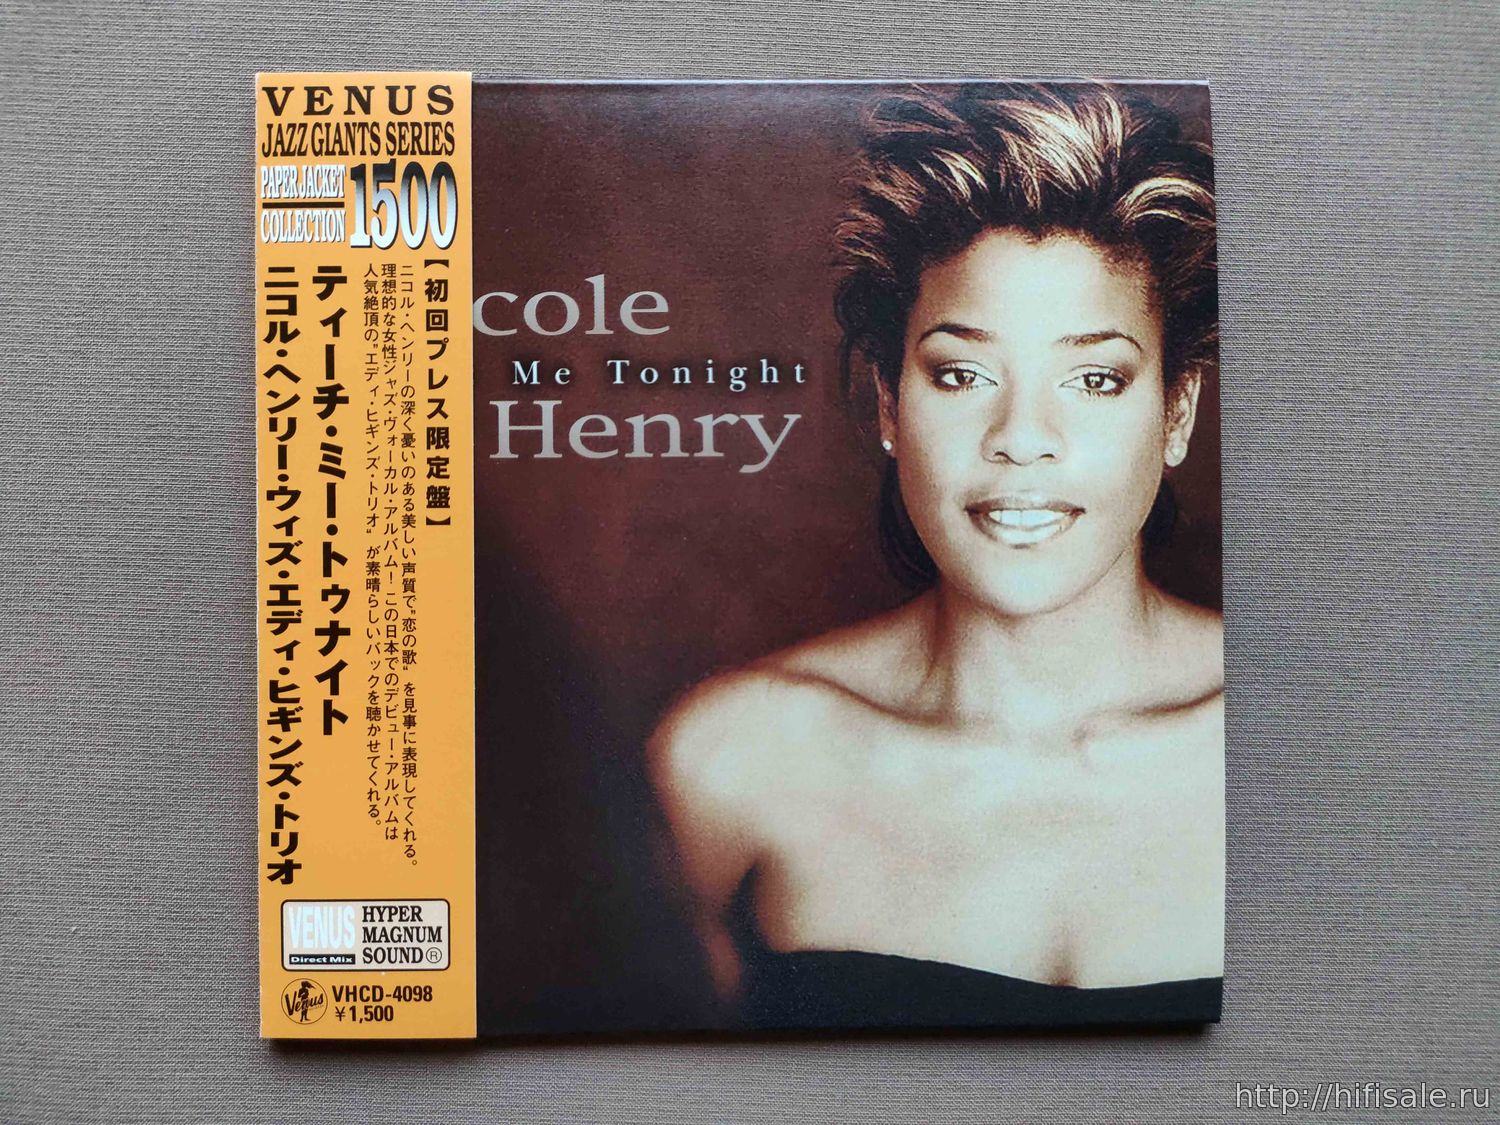 VENUS
JAZZ GIANTS SERIES
PAPER JACKET
COLLECTION
1500
【初回プレス限定盤】
ニコル・ヘンリーの深く憂いのある美しい声質で"恋の歌"を見事に表現してくれる。
理想的な女性ジャズ・ヴォーカル・アルバム!この日本でのデビュー・アルバムは
人気絶頂の"エディ・ヒギンズ・トリオ"が素晴らしいバックを聴かせてくれる。
ティーチ・ミー・トゥナイト
ニコル・ヘンリー・ウィズ・エディ・ヒギンズ・トリオ
VENUS
Direct Mix
HYPER
MAGNUM
SOUND®
Venus
VHCD-4098
¥1,500
cole
Me Tonight
Henry
http://hifisale.ru